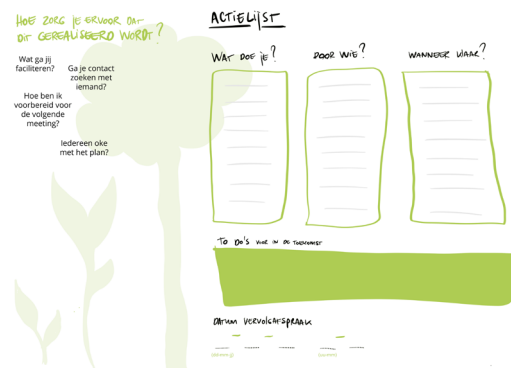 HOE ZORG JE ERVOOR DAT
DIT GEREALISEERD WORDT?
Wat ga jij
faciliteren?
Ga je contact
zoeken met
iemand?
Hoe ben ik
voorbereid voor
de volgende
meeting?
Iedereen oke
met het plan?
ACTIELIJST
WAT DOE JE?
DOOR WIE?
WANNEER KLAAR?
TO DO'S VOOR IN DE TOEKOMST
DATUM VERVOLGAFSPRAAK